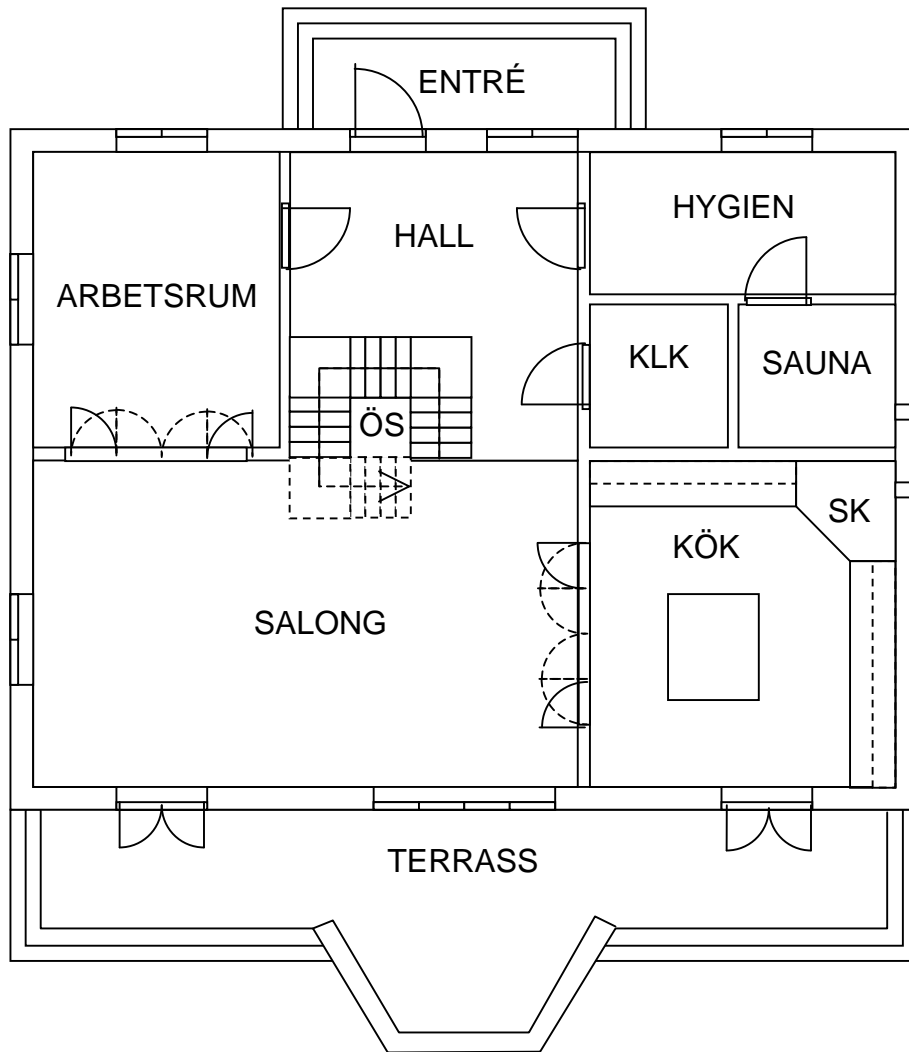 ENTRÉ
HYGIEN
HALL
ARBETSRUM
KLK
SAUNA
ÖS
SK
KÖK
SALONG
TERRASS